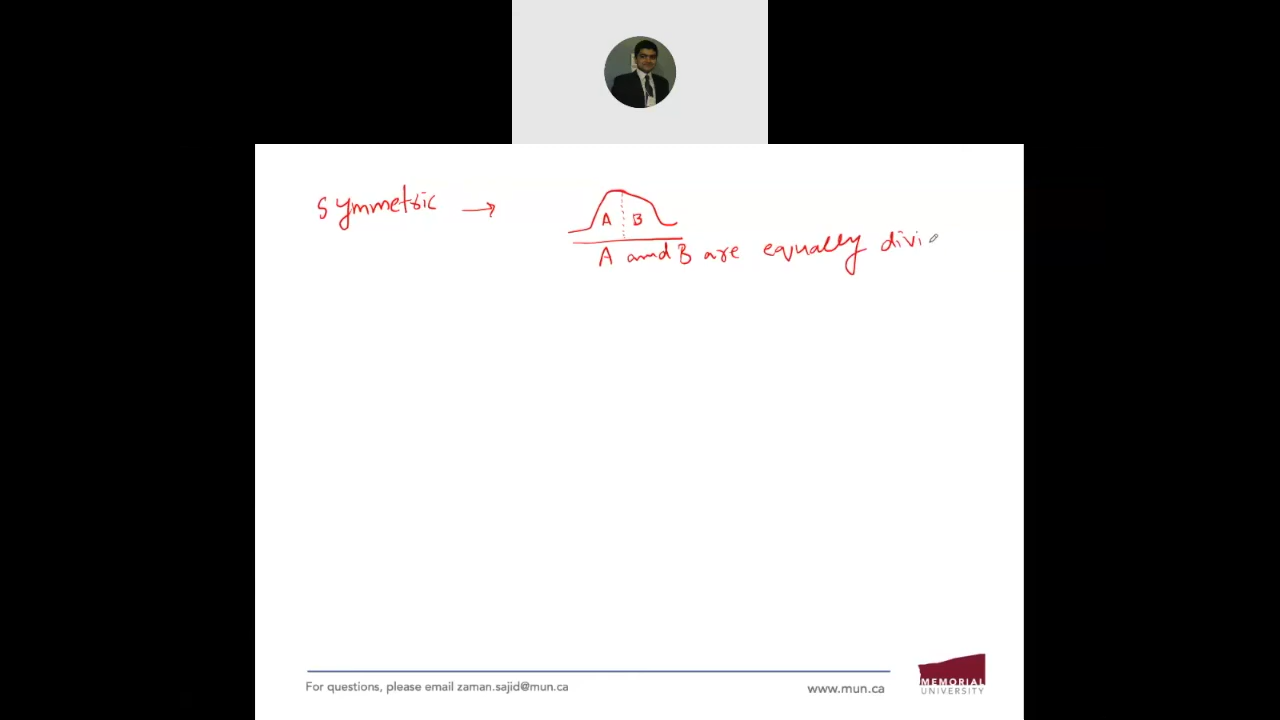 Symmetric →
A B
A and B are equally divi
For questions, please email zaman.sajid@mun.ca
www.mun.ca
MEMORIAL
UNIVERSITY